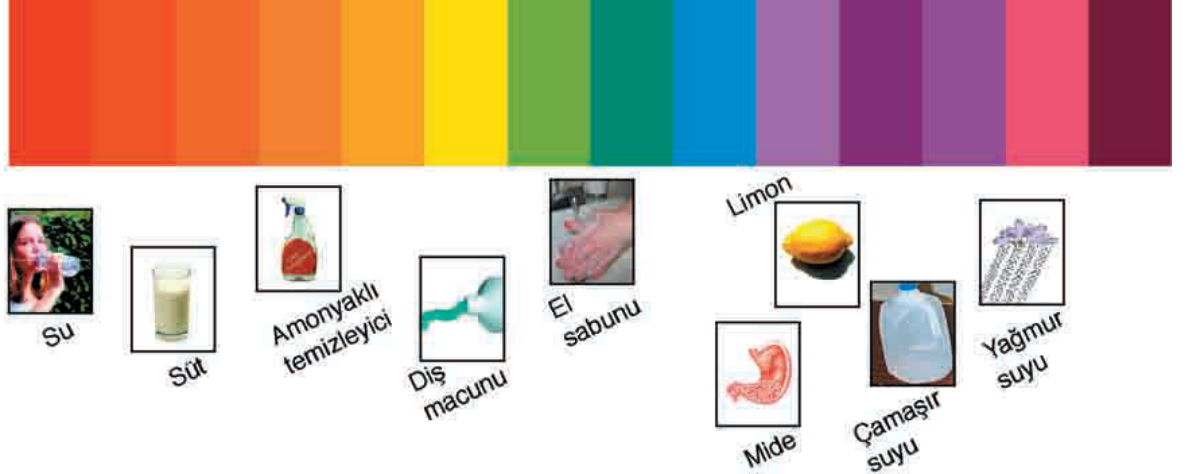 Su
Süt
Amonyaklı
temizleyici
Diş
macunu
El
sabunu
Limon
Mide
Çamaşır
suyu
Yağmur
suyu